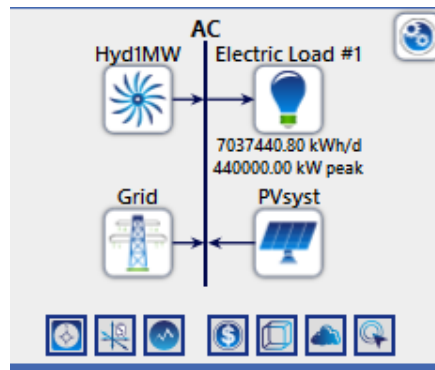 AC
Hyd1MW Electric Load #1
7037440.80 kWh/d
440000.00 kW peak
Grid PVsyst